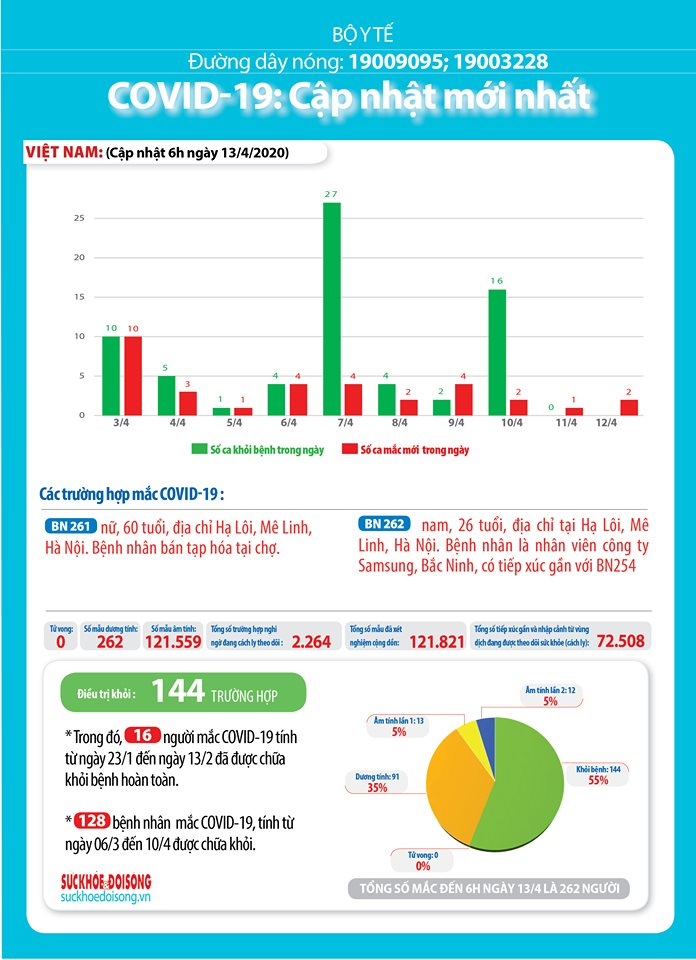 BỘ Y TẾ
Đường dây nóng: 19009095; 19003228
COVID-19: Cập nhật mới nhất
VIỆT NAM: (Cập nhật 6h ngày 13/4/2020)
27
25
20
16
15
10 10
10
5
5
3
4 4
4
4
2
2
4
2
2
1 1
1
0
0
3/4 4/4 5/4 6/4 7/4 8/4 9/4 10/4 11/4 12/4
Số ca khỏi bệnh trong ngày Số ca mắc mới trong ngày
Các trường hợp mắc COVID-19 :
BN 261 nữ, 60 tuổi, địa chỉ Hạ Lôi, Mê Linh,
Hà Nội. Bệnh nhân bán tạp hóa tại chợ.
BN 262 nam, 26 tuổi, địa chỉ tại Hạ Lôi, Mê
Linh, Hà Nội. Bệnh nhân là nhân viên công ty
Samsung, Bắc Ninh, có tiếp xúc gần với BN254
Tử vong:
0
Số mẫu dương tính:
262
Số mẫu âm tính:
121.559
Tổng số trường hợp nghi
ngờ đang cách ly theo dõi : 2.264
Tổng số mẫu đã xét
nghiệm cộng dồn: 121.821
Tổng số tiếp xúc gần và nhập cảnh từ vùng
dịch đang được theo dõi sức khỏe (cách ly): 72.508
Điều trị khỏi : 144 TRƯỜNG HỢP
* Trong đó, 16 người mắc COVID-19 tính
từ ngày 23/1 đến ngày 13/2 đã được chữa
khỏi bệnh hoàn toàn.
* 128 bệnh nhân mắc COVID-19, tính từ
ngày 06/3 đến 10/4 được chữa khỏi.
SUCKHOE ĐOISONG
suckhoedoisong.vn
Âm tính lần 2: 12
5%
Âm tính lần 1: 13
5%
Dương tính: 91
35%
Khỏi bệnh: 144
55%
Tử vong: 0
0%
TỔNG SỐ MẮC ĐẾN 6H NGÀY 13/4 LÀ 262 NGƯỜI